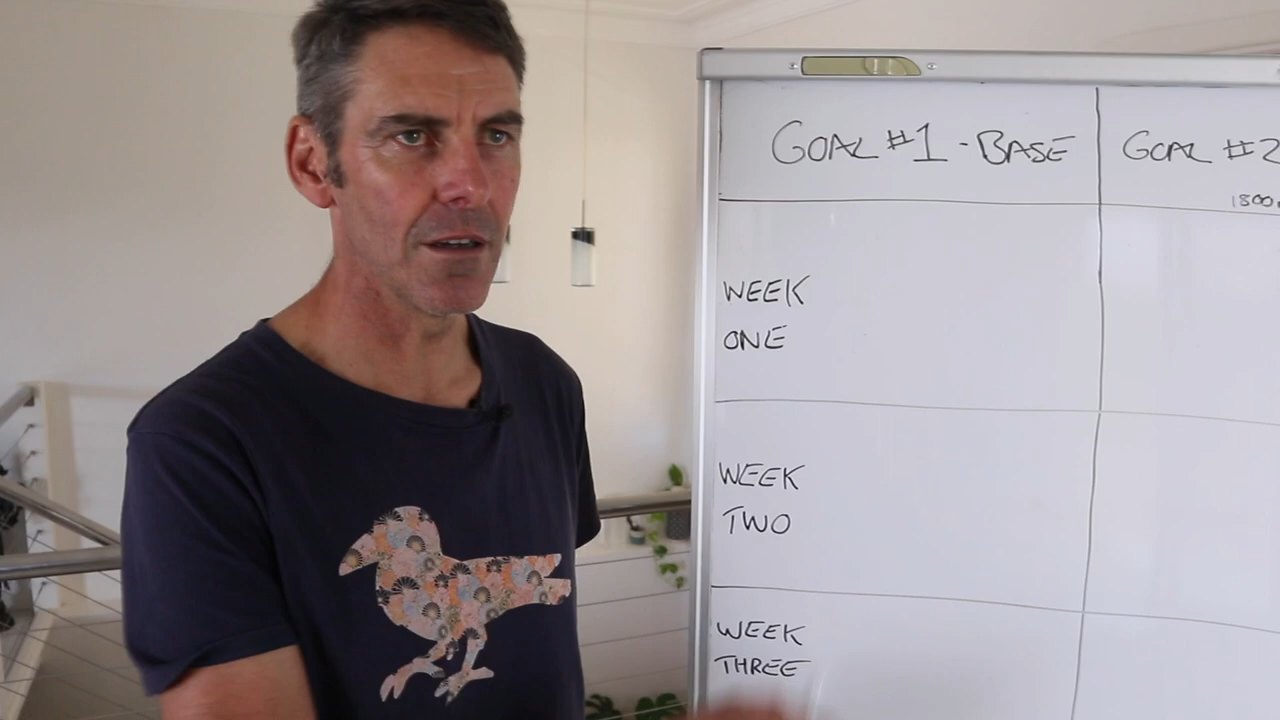 GOAL #1 - BASE
GOAL #2
WEEK
ONE
WEEK
TWO
WEEK
THREE